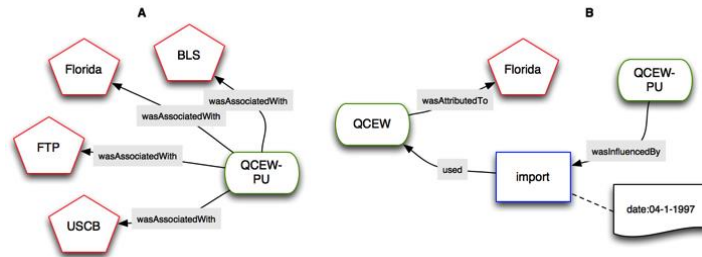 A
BLS
Florida
wasAssociatedWith
wasAssociatedWith
FTP
wasAssociatedWith
QCEW-
PU
wasAssociatedWith
USCB
B
Florida
QCEW-
PU
wasAttributedTo
QCEW
wasInfluencedBy
used
import
date:04-1-1997